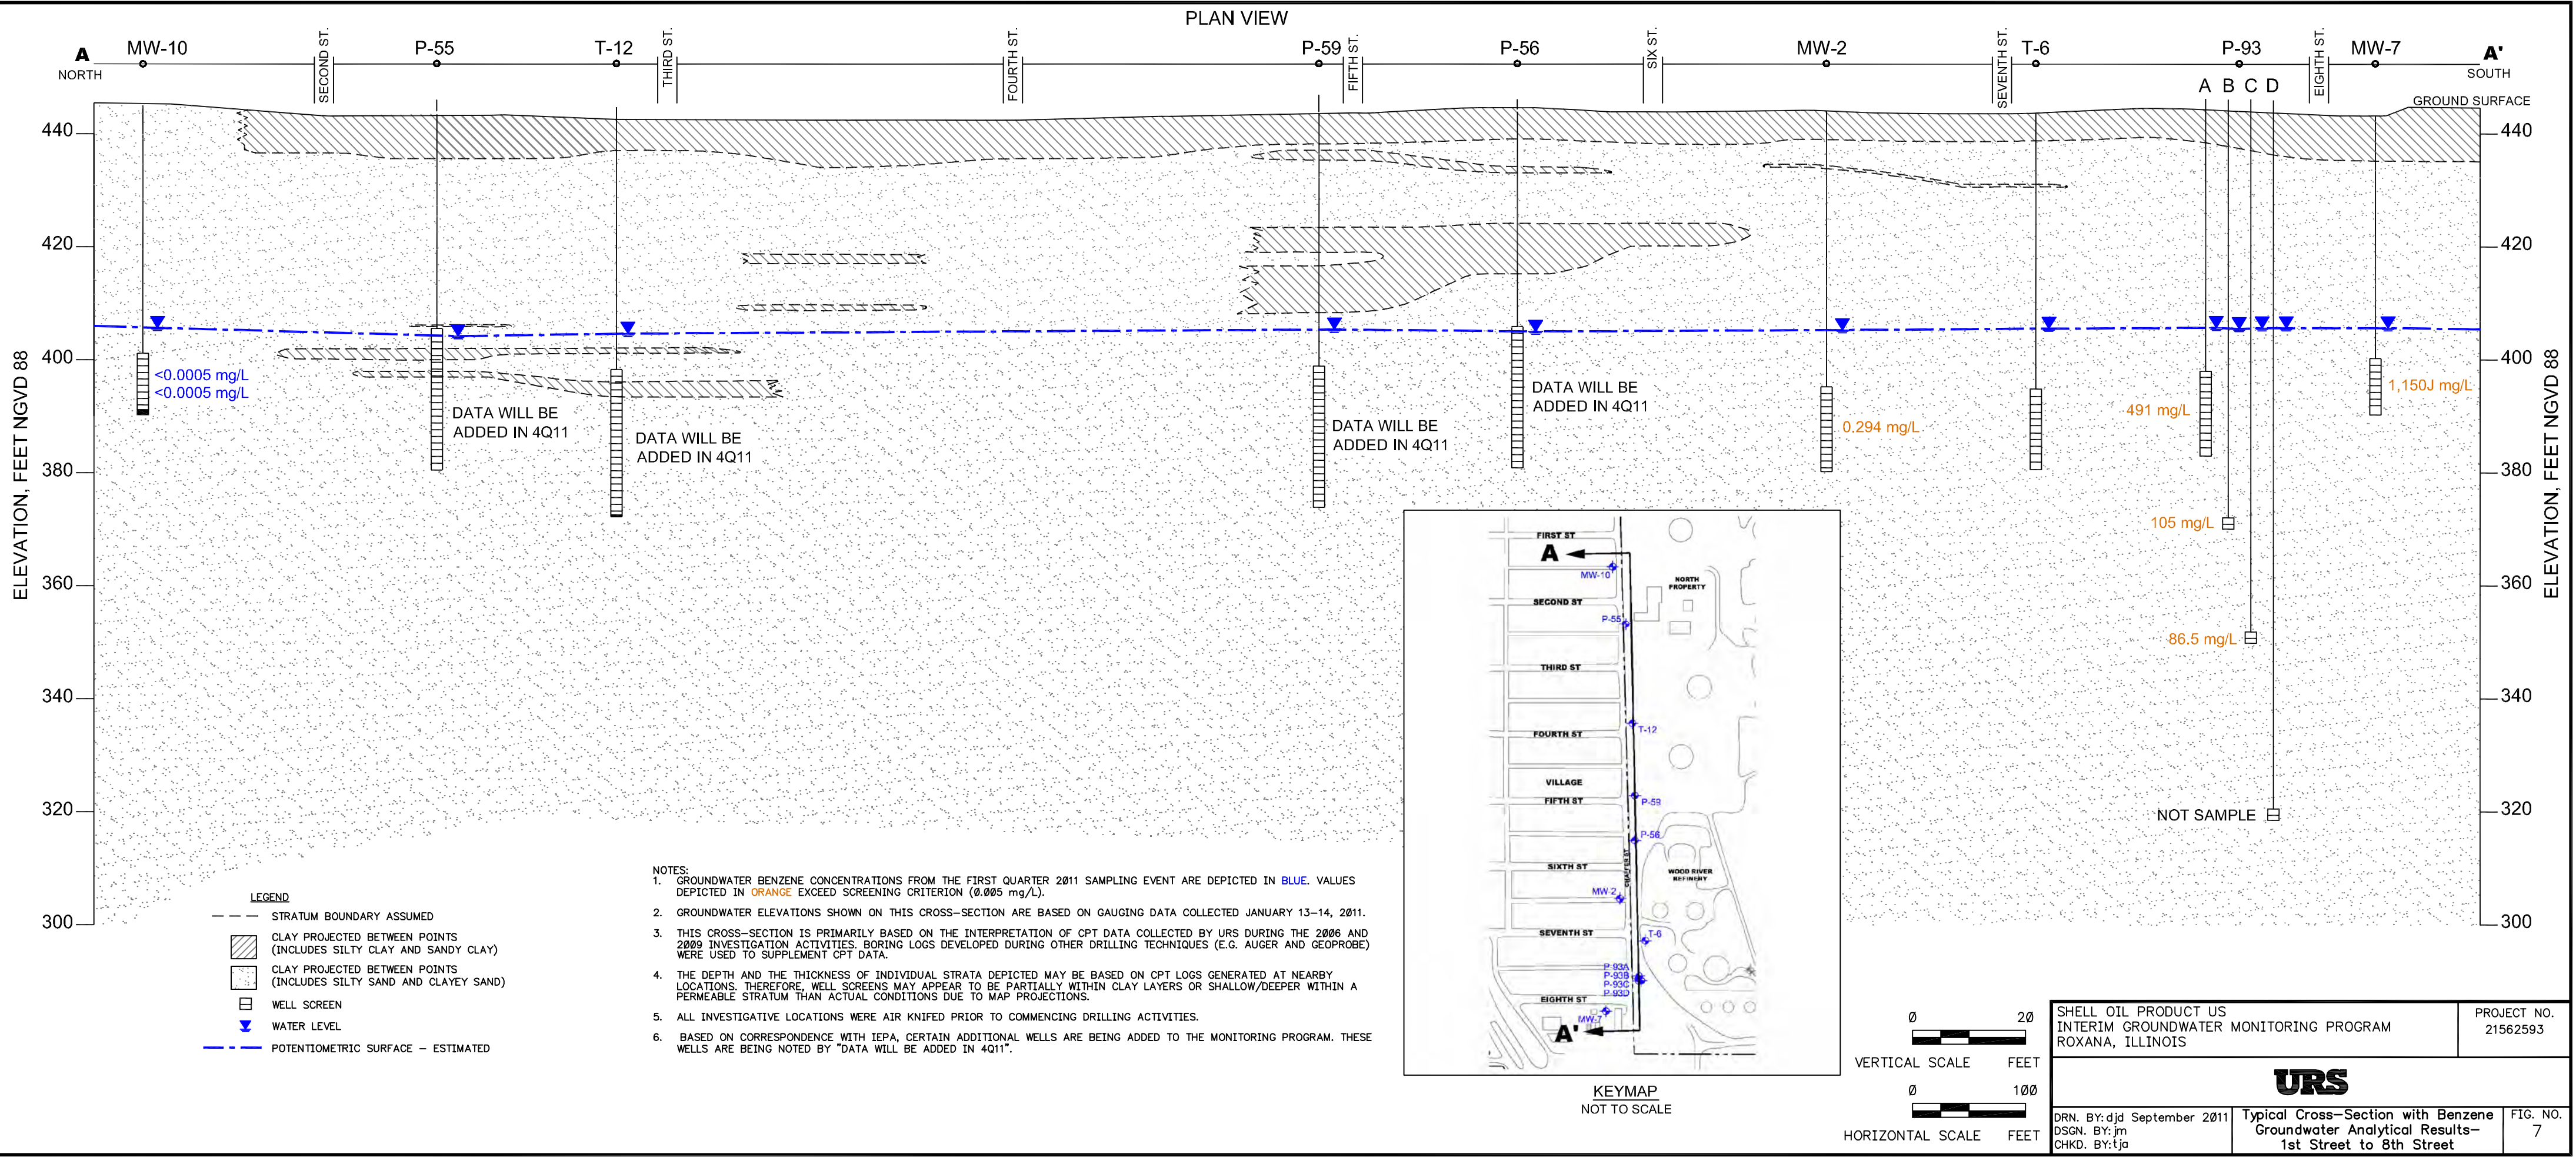 PLAN VIEW
A
NORTH
MW-10
SECOND ST.
P-55
T-12
THIRD ST.
FOURTH ST.
P-59
FIFTH ST.
P-56
SIX ST.
MW-2
SEVENTH ST.
T-6
P-93
A B C D
EIGHTH ST.
MW-7
A'
SOUTH
GROUND SURFACE
ELEVATION, FEET NGVD 88
440
420
400
380
360
340
320
300
<0.0005 mg/L
<0.0005 mg/L
DATA WILL BE
ADDED IN 4Q11
DATA WILL BE
ADDED IN 4Q11
DATA WILL BE
ADDED IN 4Q11
DATA WILL BE
ADDED IN 4Q11
0.294 mg/L
491 mg/L
105 mg/L
86.5 mg/L
NOT SAMPLE
1,150J mg/L
440
420
400
380
360
340
320
300
ELEVATION, FEET NGVD 88
FIRST ST
A
MW-10
NORTH
PROPERTY
SECOND ST
P-55
THIRD ST
T-12
FOURTH ST
VILLAGE
FIFTH ST
P-59
P-56
SIXTH ST
WOOD RIVER
REFINERY
MW-2
SEVENTH ST
T-6
P-93A
P-93B
P-93C
P-93D
EIGHTH ST
MW-7
A'
KEYMAP
NOT TO SCALE
LEGEND
STRATUM BOUNDARY ASSUMED
CLAY PROJECTED BETWEEN POINTS
(INCLUDES SILTY CLAY AND SANDY CLAY)
CLAY PROJECTED BETWEEN POINTS
(INCLUDES SILTY SAND AND CLAYEY SAND)
WELL SCREEN
WATER LEVEL
POTENTIOMETRIC SURFACE – ESTIMATED
NOTES:
1. GROUNDWATER BENZENE CONCENTRATIONS FROM THE FIRST QUARTER 2011 SAMPLING EVENT ARE DEPICTED IN BLUE. VALUES
DEPICTED IN ORANGE EXCEED SCREENING CRITERION (0.005 mg/L).
2. GROUNDWATER ELEVATIONS SHOWN ON THIS CROSS-SECTION ARE BASED ON GAUGING DATA COLLECTED JANUARY 13-14, 2011.
3. THIS CROSS-SECTION IS PRIMARILY BASED ON THE INTERPRETATION OF CPT DATA COLLECTED BY URS DURING THE 2006 AND
2009 INVESTIGATION ACTIVITIES. BORING LOGS DEVELOPED DURING OTHER DRILLING TECHNIQUES (E.G. AUGER AND GEOPROBE)
WERE USED TO SUPPLEMENT CPT DATA.
4. THE DEPTH AND THE THICKNESS OF INDIVIDUAL STRATA DEPICTED MAY BE BASED ON CPT LOGS GENERATED AT NEARBY
LOCATIONS. THEREFORE, WELL SCREENS MAY APPEAR TO BE PARTIALLY WITHIN CLAY LAYERS OR SHALLOW/DEEPER WITHIN A
PERMEABLE STRATUM THAN ACTUAL CONDITIONS DUE TO MAP PROJECTIONS.
5. ALL INVESTIGATIVE LOCATIONS WERE AIR KNIFED PRIOR TO COMMENCING DRILLING ACTIVITIES.
6. BASED ON CORRESPONDENCE WITH IEPA, CERTAIN ADDITIONAL WELLS ARE BEING ADDED TO THE MONITORING PROGRAM. THESE
WELLS ARE BEING NOTED BY "DATA WILL BE ADDED IN 4Q11".
0 20
VERTICAL SCALE FEET
0 100
HORIZONTAL SCALE FEET
SHELL OIL PRODUCT US
INTERIM GROUNDWATER MONITORING PROGRAM
ROXANA, ILLINOIS
PROJECT NO.
21562593
URS
DRN. BY: djd September 2011
DSGN. BY: jm
CHKD. BY: tja
Typical Cross-Section with Benzene
Groundwater Analytical Results-
1st Street to 8th Street
FIG. NO.
7